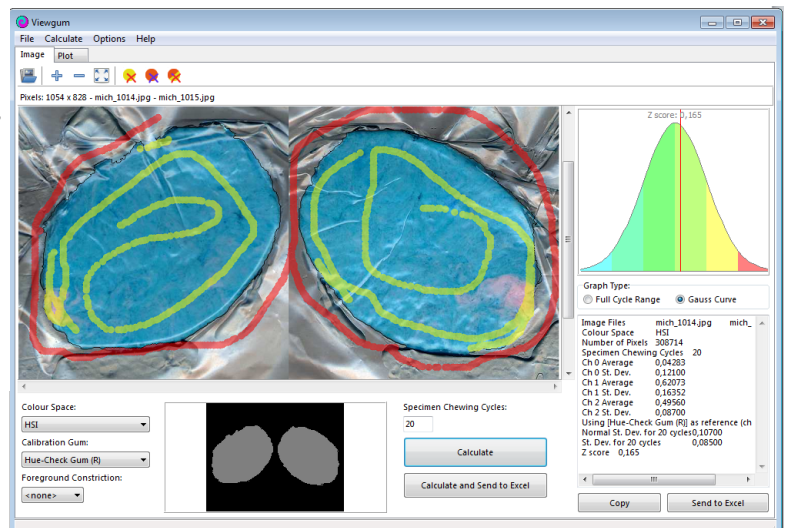 Viewgum
File Calculate Options Help
Image Plot
Pixels: 1054 x 828 - mich_1014.jpg - mich_1015.jpg
Z score: 0,165
Graph Type:
Full Cycle Range Gauss Curve
Image Files mich_1014.jpg mich_
Colour Space HSI
Number of Pixels 308714
Specimen Chewing Cycles 20
Ch 0 Average 0,04283
Ch 0 St. Dev. 0,12100
Ch 1 Average 0,62073
Ch 1 St. Dev. 0,16352
Ch 2 Average 0,49560
Ch 2 St. Dev. 0,08700
Using [Hue-Check Gum (R)] as reference (ch
Normal St. Dev. for 20 cycles 0,10700
St. Dev. for 20 cycles 0,08500
Z score 0,165
Copy Send to Excel
Colour Space:
HSI
Calibration Gum:
Hue-Check Gum (R)
Foreground Constriction:
<none>
Specimen Chewing Cycles:
20
Calculate
Calculate and Send to Excel